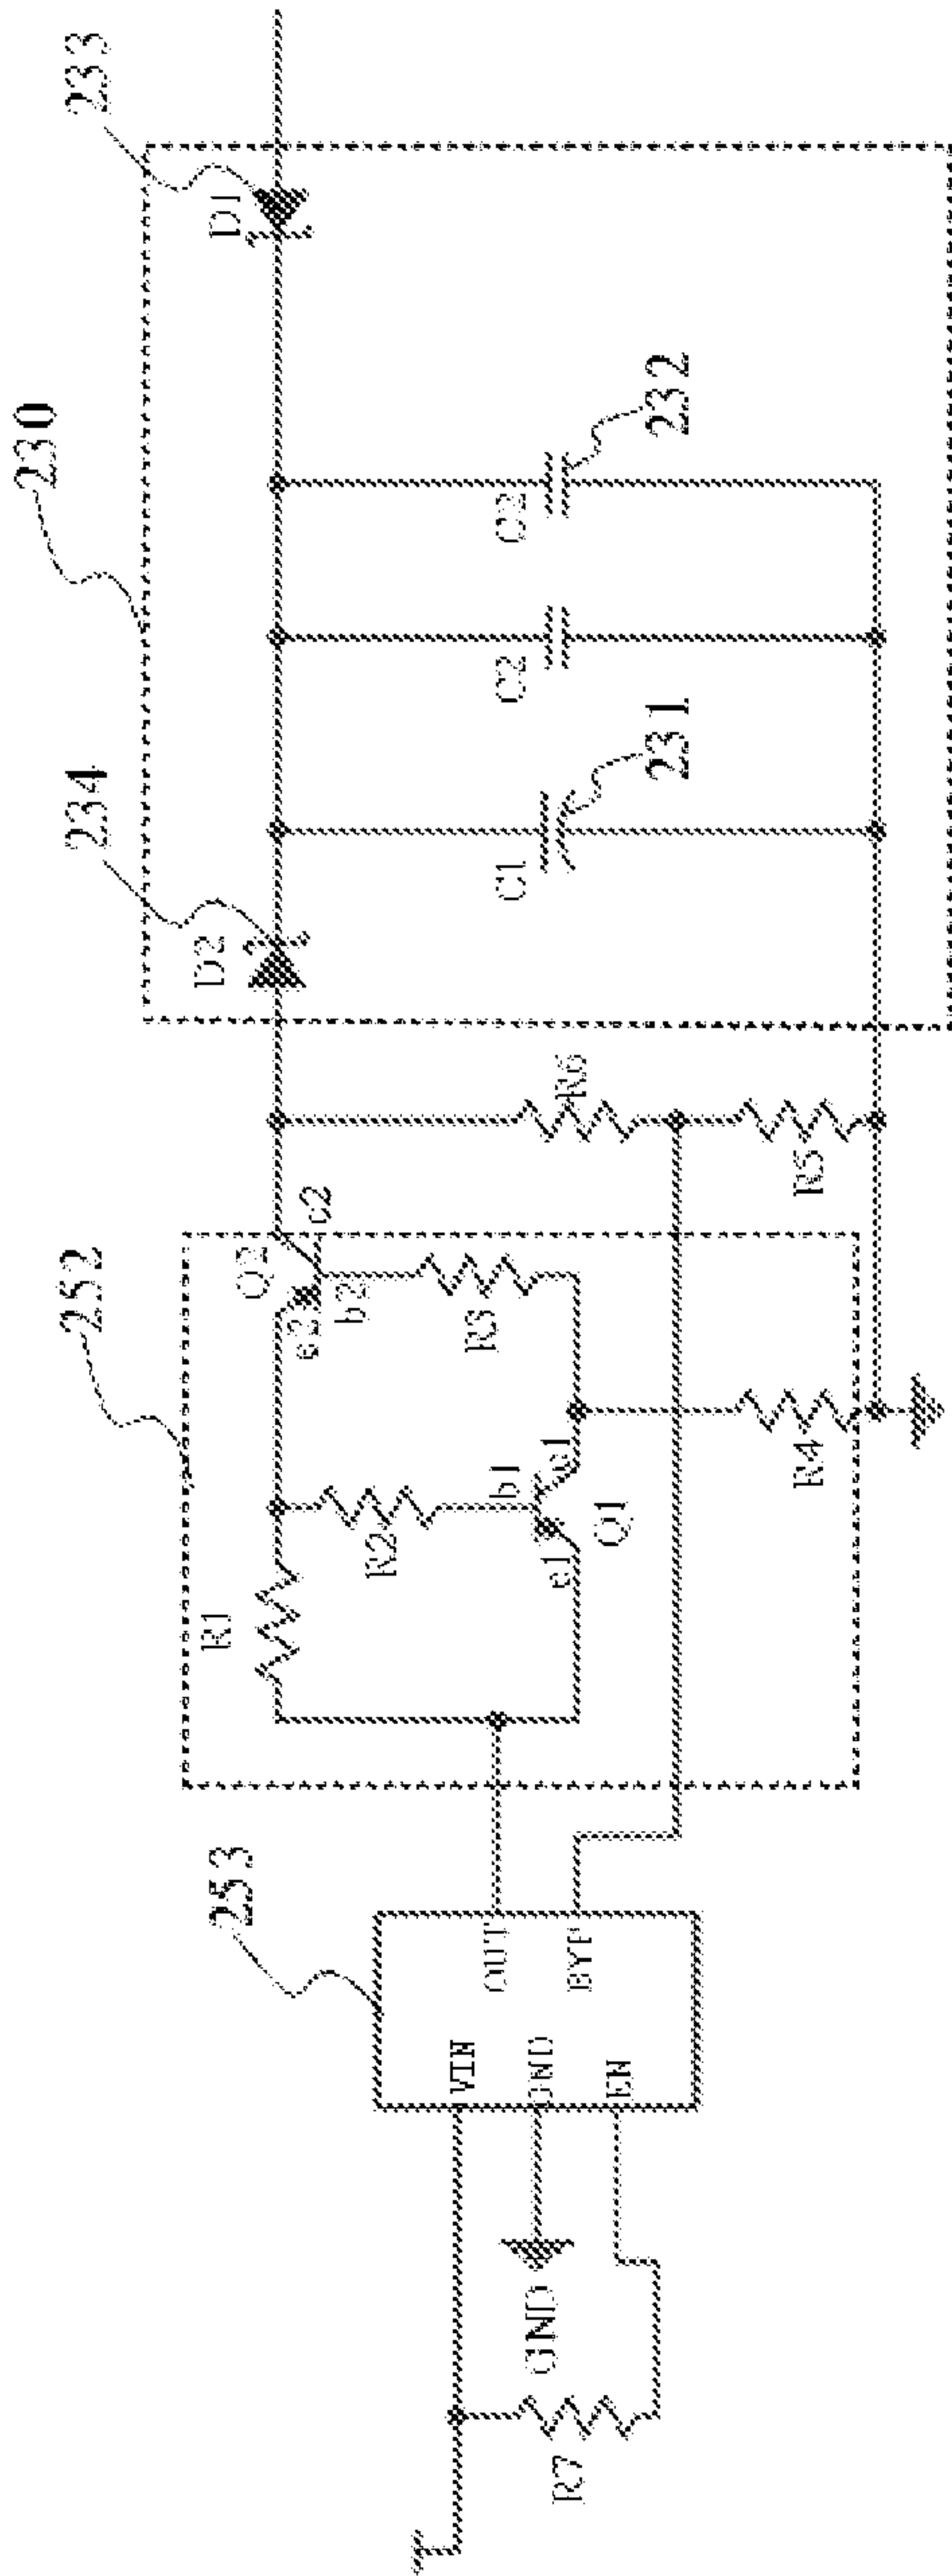 230
233
234
252
253
D1
D2
Q2
c2
e2
b2
R1
R2
R3
b1
e1
Q1
R4
R6
R5
C1
231
C2
C2
232
VIN
GND
EN
OUT
BYP
GND
R7